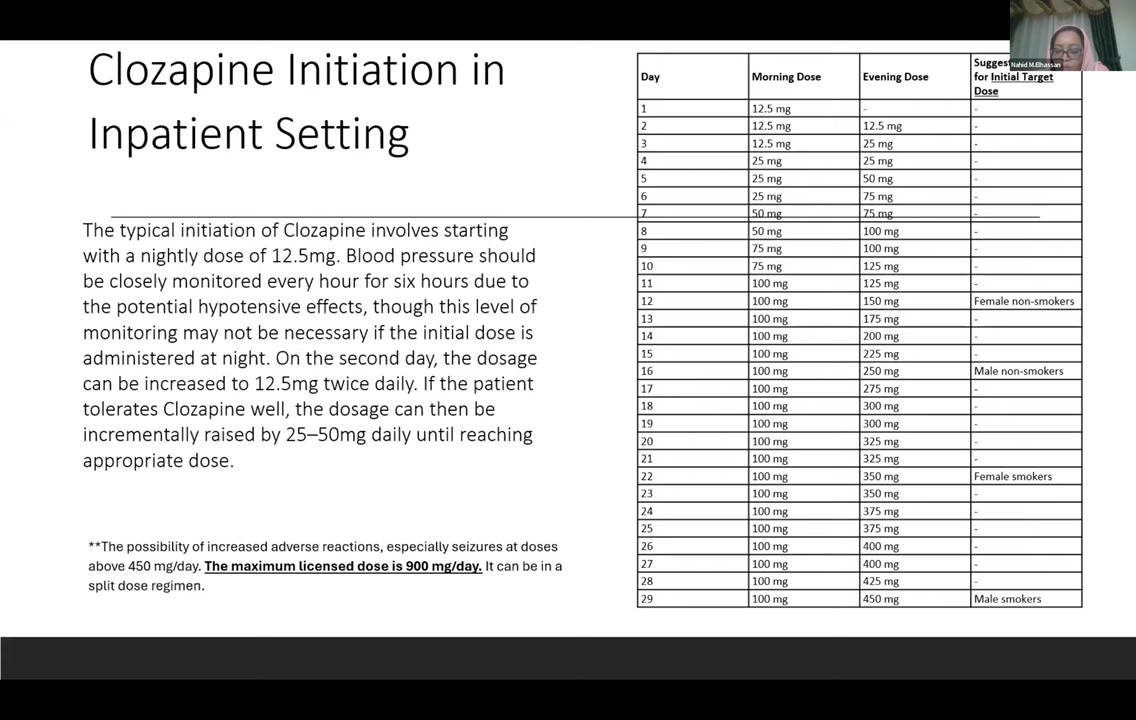 Clozapine Initiation in
Inpatient Setting
The typical initiation of Clozapine involves starting
with a nightly dose of 12.5mg. Blood pressure should
be closely monitored every hour for six hours due to
the potential hypotensive effects, though this level of
monitoring may not be necessary if the initial dose is
administered at night. On the second day, the dosage
can be increased to 12.5mg twice daily. If the patient
tolerates Clozapine well, the dosage can then be
incrementally raised by 25–50mg daily until reaching
appropriate dose.
**The possibility of increased adverse reactions, especially seizures at doses
above 450 mg/day. The maximum licensed dose is 900 mg/day. It can be in a
split dose regimen.
Nahid M.Elhassan
Day Morning Dose Evening Dose for Initial Target Dose
1 12.5 mg - -
2 12.5 mg 12.5 mg -
3 12.5 mg 25 mg -
4 25 mg 25 mg -
5 25 mg 50 mg -
6 25 mg 75 mg -
7 50 mg 75 mg -
8 50 mg 100 mg -
9 75 mg 100 mg -
10 75 mg 125 mg -
11 100 mg 125 mg -
12 100 mg 150 mg Female non-smokers
13 100 mg 175 mg -
14 100 mg 200 mg -
15 100 mg 225 mg -
16 100 mg 250 mg Male non-smokers
17 100 mg 275 mg -
18 100 mg 300 mg -
19 100 mg 300 mg -
20 100 mg 325 mg -
21 100 mg 325 mg -
22 100 mg 350 mg Female smokers
23 100 mg 350 mg -
24 100 mg 375 mg -
25 100 mg 375 mg -
26 100 mg 400 mg -
27 100 mg 400 mg -
28 100 mg 425 mg -
29 100 mg 450 mg Male smokers